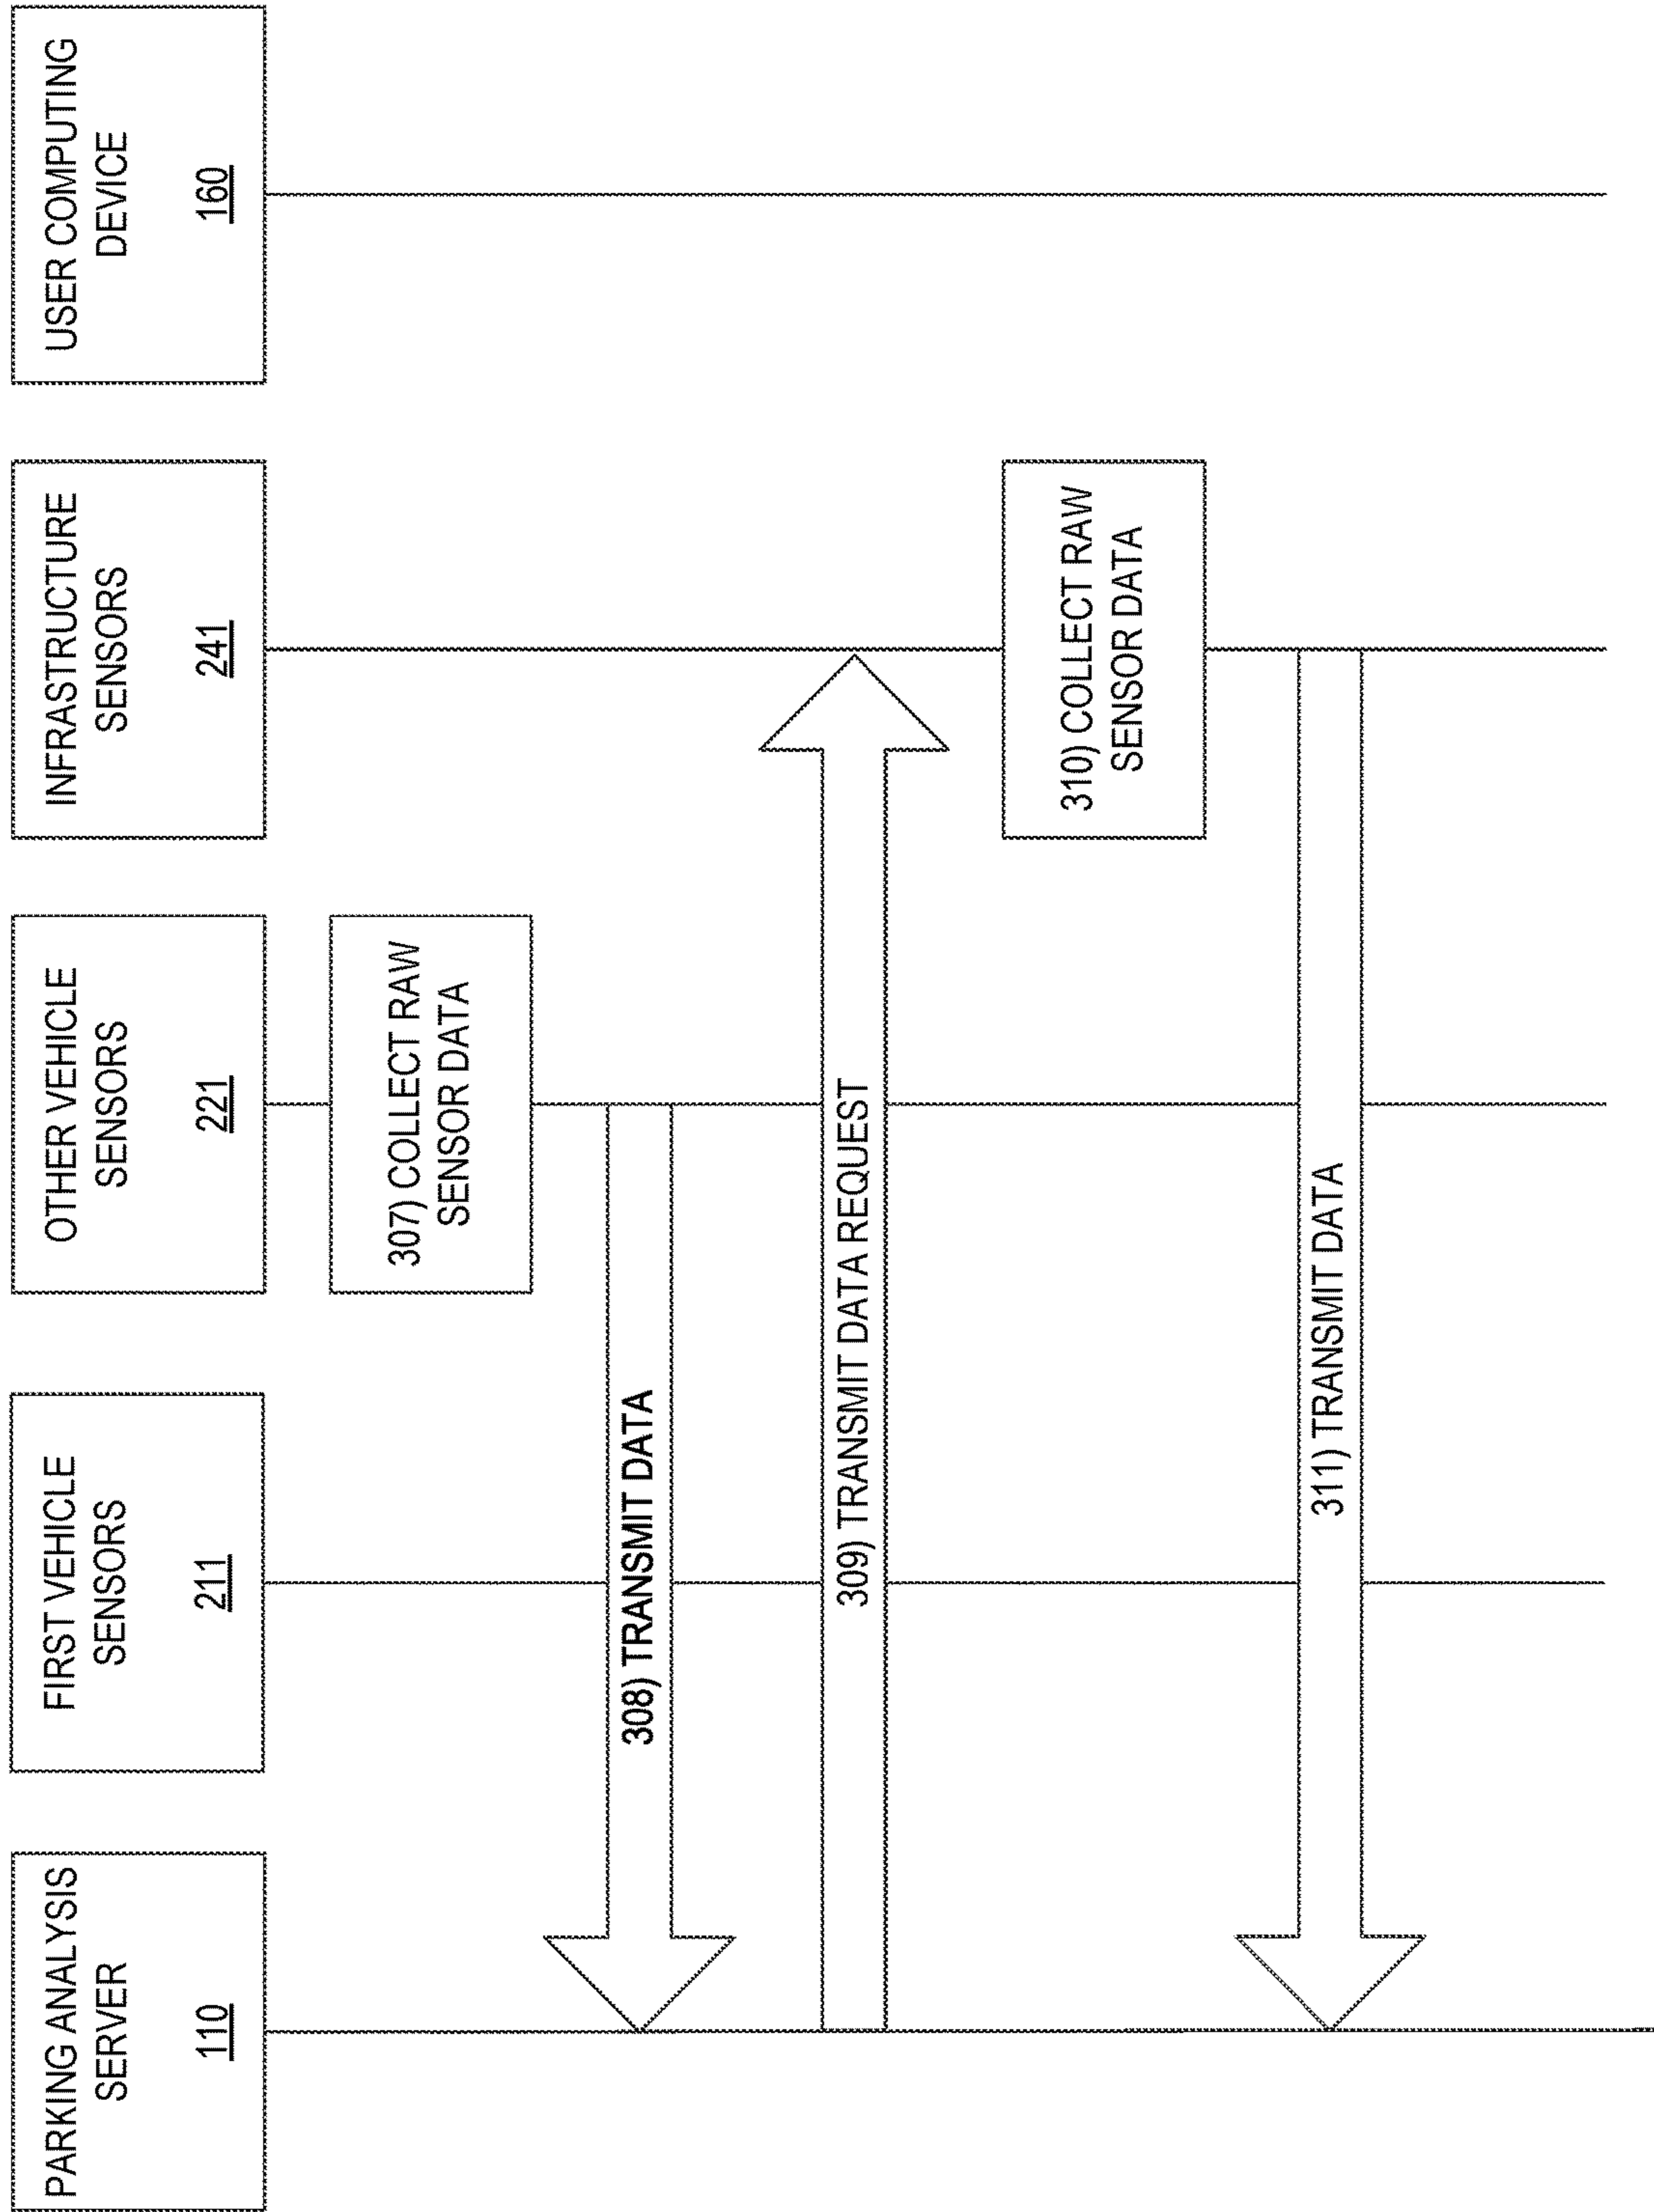 PARKING ANALYSIS
SERVER
110
FIRST VEHICLE
SENSORS
211
OTHER VEHICLE
SENSORS
221
INFRASTRUCTURE
SENSORS
241
USER COMPUTING
DEVICE
160
307) COLLECT RAW
SENSOR DATA
308) TRANSMIT DATA
309) TRANSMIT DATA REQUEST
310) COLLECT RAW
SENSOR DATA
311) TRANSMIT DATA